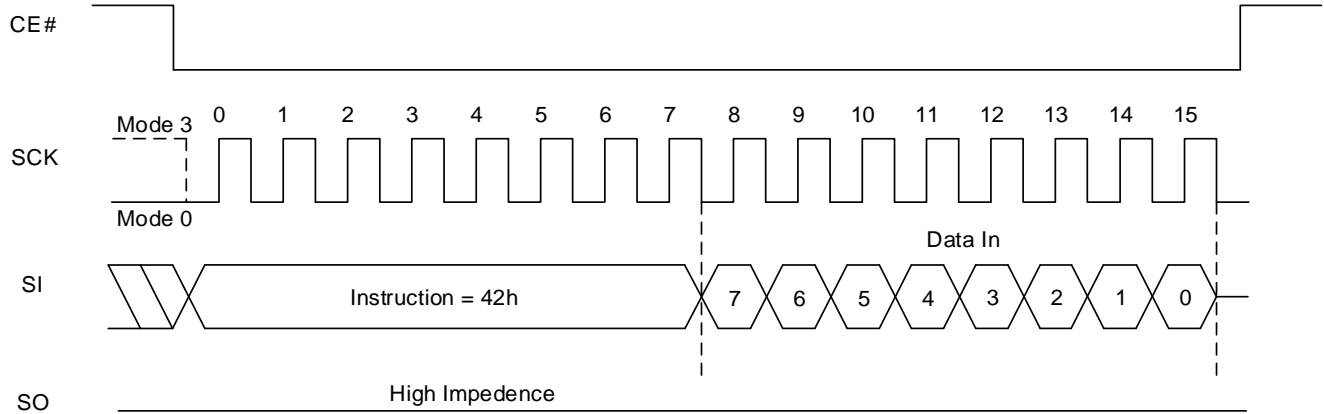 CE#
0 1 2 3 4 5 6 7 8 9 10 11 12 13 14 15
Mode 3
SCK
Mode 0
Data In
SI
Instruction = 42h
7 6 5 4 3 2 1 0
High Impedence
SO